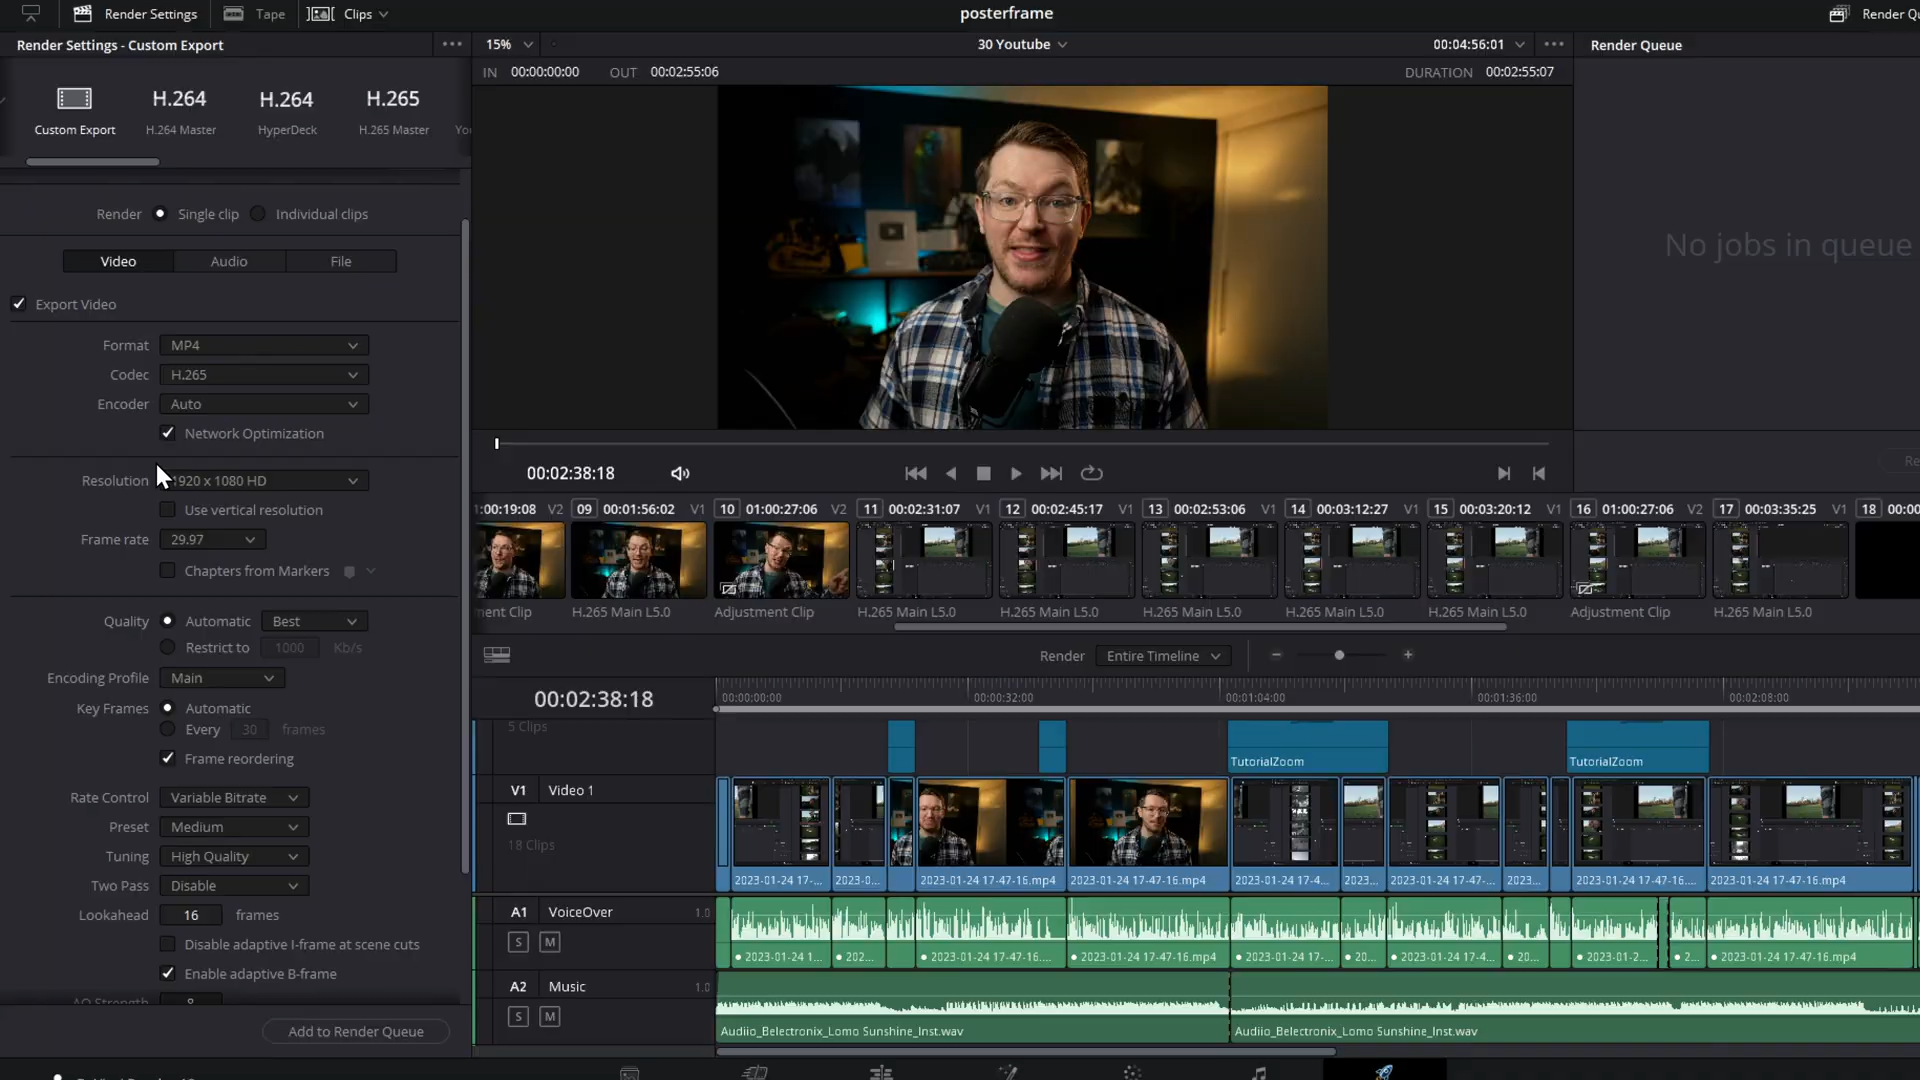 Render Settings
Tape
Clips
posterframe
Render Settings - Custom Export
15%
30 Youtube
00:04:56:01
Render Queue
IN 00:00:00:00 OUT 00:02:55:06
DURATION 00:02:55:07
Custom Export
H.264
H.264 Master
H.264
HyperDeck
H.265
H.265 Master
No jobs in queue
Render Single clip Individual clips
Video Audio File
Export Video
Format MP4
Codec H.265
Encoder Auto
Network Optimization
Resolution 1920 x 1080 HD
Use vertical resolution
Frame rate 29.97
Chapters from Markers
Quality Automatic Best
Restrict to 1000 Kb/s
Encoding Profile Main
Key Frames Automatic
Every 30 frames
Frame reordering
Rate Control Variable Bitrate
Preset Medium
Tuning High Quality
Two Pass Disable
Lookahead 16 frames
Disable adaptive I-frame at scene cuts
Enable adaptive B-frame
Add to Render Queue
00:02:38:18
:00:19:08 V2 09 00:01:56:02 V1 10 01:00:27:06 V2 11 00:02:31:07 V1 12 00:02:45:17 V1 13 00:02:53:06 V1 14 00:03:12:27 V1 15 00:03:20:12 V1 16 01:00:27:06 V2 17 00:03:35:25 V1 18
ment Clip H.265 Main L5.0 Adjustment Clip H.265 Main L5.0 H.265 Main L5.0 H.265 Main L5.0 H.265 Main L5.0 H.265 Main L5.0 Adjustment Clip H.265 Main L5.0
Render Entire Timeline
00:02:38:18
00:00:00:00 00:00:32:00 00:01:04:00 00:01:36:00 00:02:08:00
5 Clips
TutorialZoom TutorialZoom
V1 Video 1
18 Clips
2023-01-24 17-... 2023-0... 2023-01-24 17-47-16.mp4 2023-01-24 17-47-16.mp4 2023-01-24 17-4... 2023... 2023-01-24 17-47-... 2023... 2023-01-24 17-47-16... 2023-01-24 17-47-16.mp4
A1 VoiceOver 1.0
S M
2023-01-24 1... 202... 2023-01-24 17-47-16.... 2023-01-24 17-47-16.mp4 2023-01-24 17-... 20... 2023-01-24 17-4... 20... 2023-01-2... 2... 2023-01-24 17-47-16.mp4
A2 Music 1.0
S M
Audiio_Belectronix_Lomo Sunshine_Inst.wav Audiio_Belectronix_Lomo Sunshine_Inst.wav